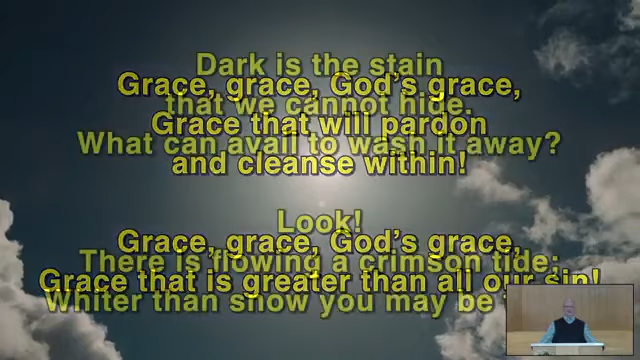 Dark is the stain
Grace, grace, God's grace,
that we cannot hide.
Grace that will pardon
What can avail to wash it away?
and cleanse within!
Look!
Grace, grace, God's grace,
There is flowing a crimson tide;
Grace that is greater than all our sin!
Whiter than snow you may be